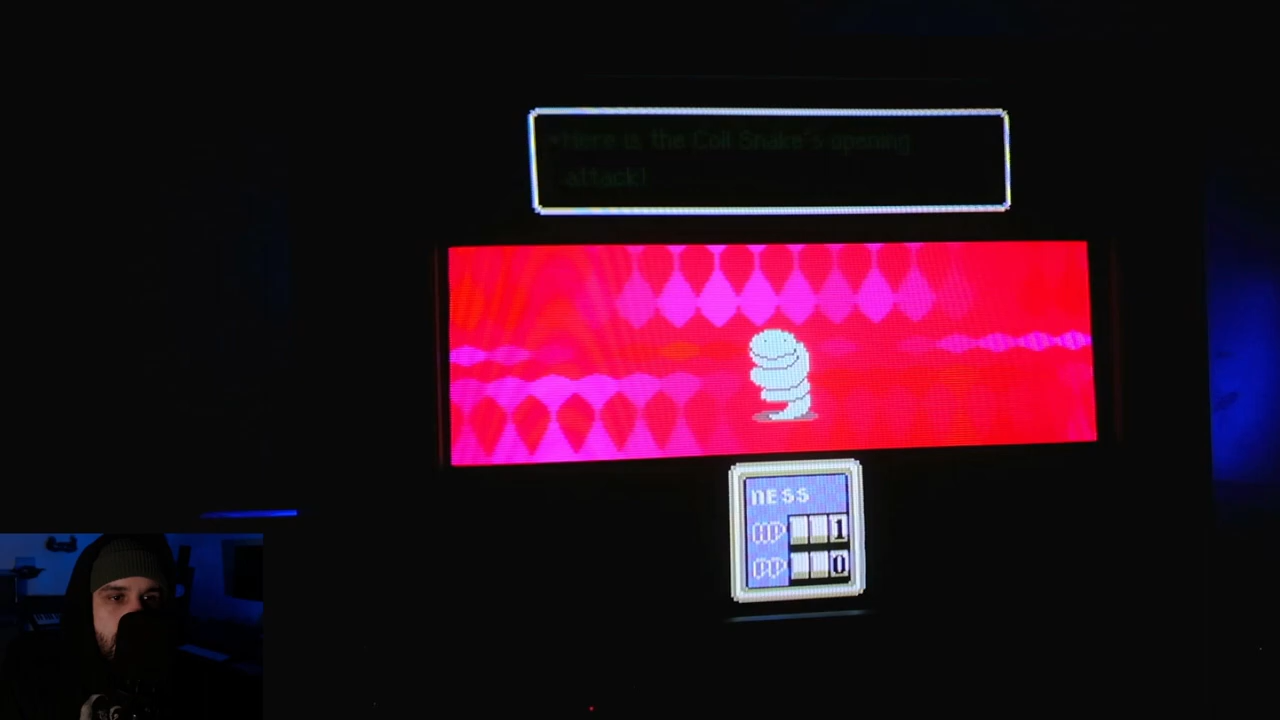 •Here is the Coil Snake's opening
attack!
NESS
HP 1
PP 0